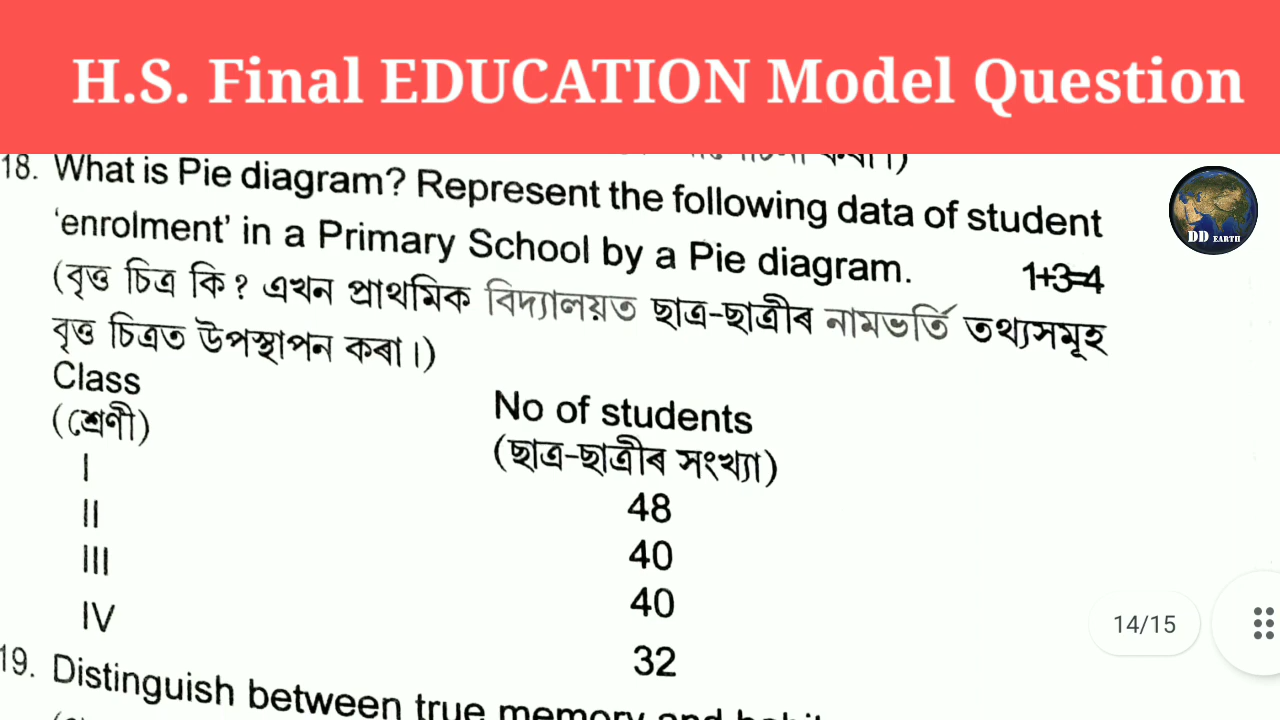 H.S. Final EDUCATION Model Question
কৰা।)
18. What is Pie diagram? Represent the following data of student
'enrolment' in a Primary School by a Pie diagram. 1+3=4
(বৃত্ত চিত্ৰ কি? এখন প্ৰাথমিক বিদ্যালয়ত ছাত্ৰ-ছাত্ৰীৰ নামভৰ্তি তথ্যসমূহ
বৃত্ত চিত্ৰত উপস্থাপন কৰা।)
Class
No of students
(শ্ৰেণী)
(ছাত্ৰ-ছাত্ৰীৰ সংখ্যা)
I
48
II
40
III
40
IV
32
19. Distinguish between true memory and
DD EARTH
14/15